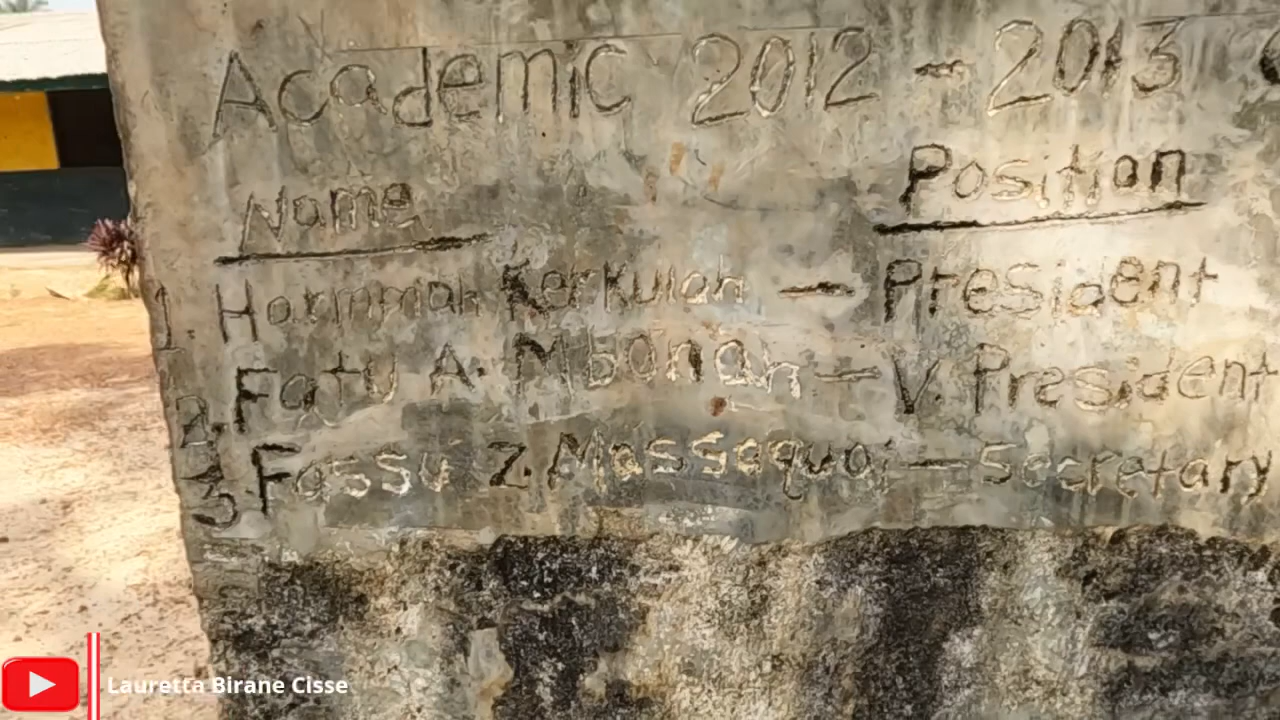 Academic 2012 - 2013
Name Position
1. Hawmmah Kerkulah - President
2. Fatu A. Mbonah - V. President
3. Fassu Z. Massaquoi - Secretary
Lauretta Birane Cisse